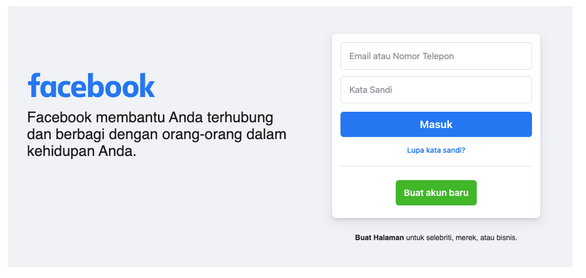 facebook
Facebook membantu Anda terhubung
dan berbagi dengan orang-orang dalam
kehidupan Anda.
Email atau Nomor Telepon
Kata Sandi
Masuk
Lupa kata sandi?
Buat akun baru
Buat Halaman untuk selebriti, merek, atau bisnis.